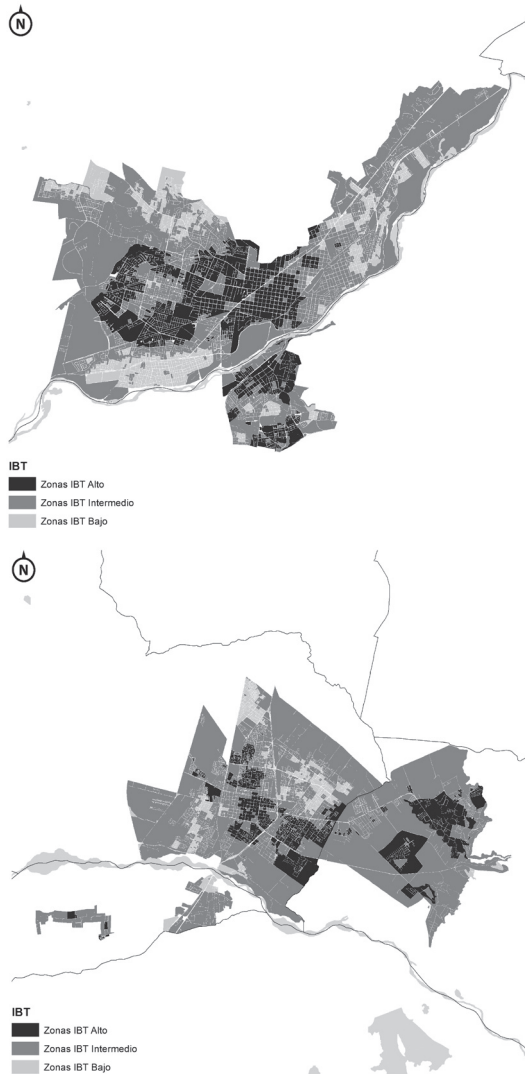 N
IBT
Zonas IBT Alto
Zonas IBT Intermedio
Zonas IBT Bajo
N
IBT
Zonas IBT Alto
Zonas IBT Intermedio
Zonas IBT Bajo